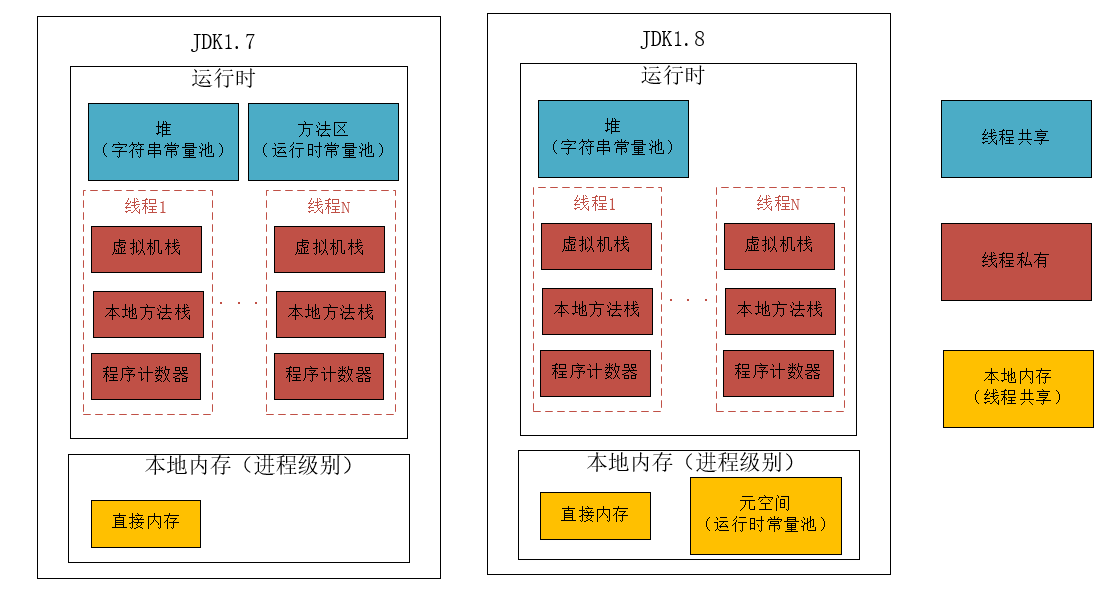 JDK1.7
运行时
堆
（字符串常量池）
方法区
（运行时常量池）
线程1
虚拟机栈
本地方法栈
程序计数器
· · ·
线程N
虚拟机栈
本地方法栈
程序计数器
本地内存（进程级别）
直接内存
JDK1.8
运行时
堆
（字符串常量池）
线程1
虚拟机栈
本地方法栈
程序计数器
· · ·
线程N
虚拟机栈
本地方法栈
程序计数器
本地内存（进程级别）
直接内存
元空间
（运行时常量池）
线程共享
线程私有
本地内存
（线程共享）